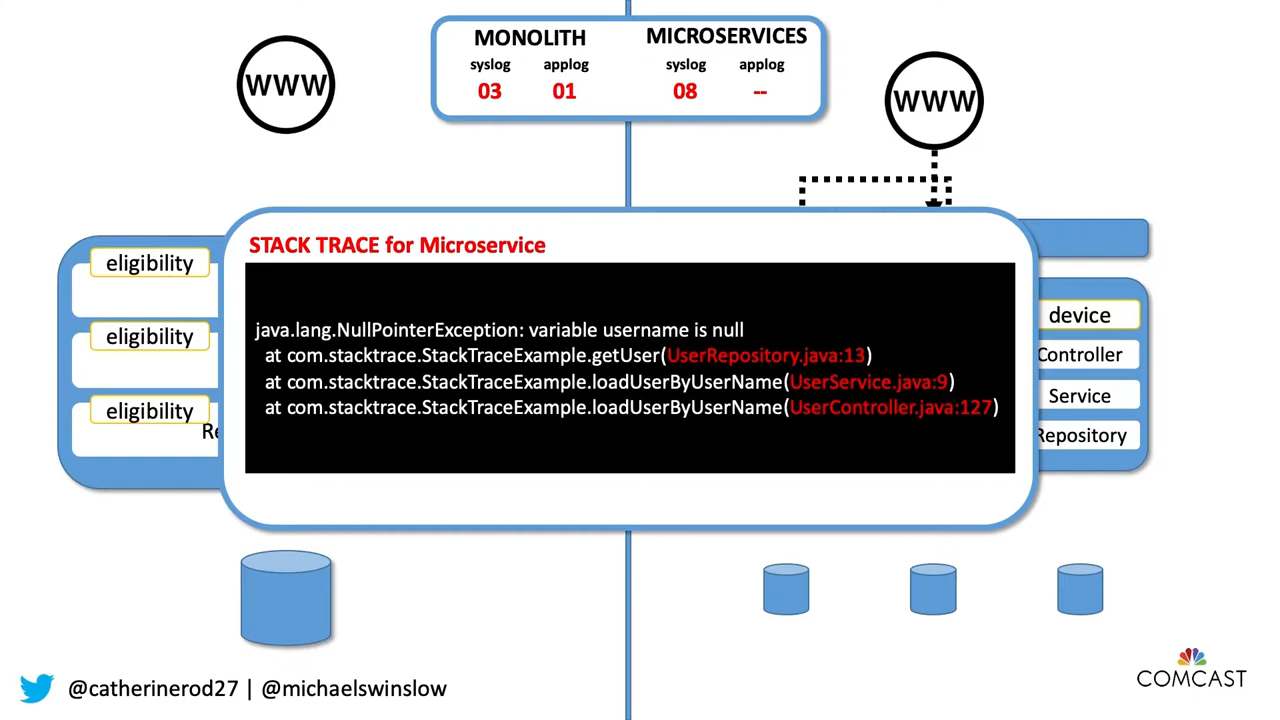 MONOLITH MICROSERVICES
syslog applog syslog applog
03 01 08 --
WWW
WWW
STACK TRACE for Microservice
java.lang.NullPointerException: variable username is null
at com.stacktrace.StackTraceExample.getUser(UserRepository.java:13)
at com.stacktrace.StackTraceExample.loadUserByUserName(UserService.java:9)
at com.stacktrace.StackTraceExample.loadUserByUserName(UserController.java:127)
eligibility
eligibility
eligibility
Re
device
Controller
Service
Repository
@catherinerod27 | @michaelswinslow
COMCAST